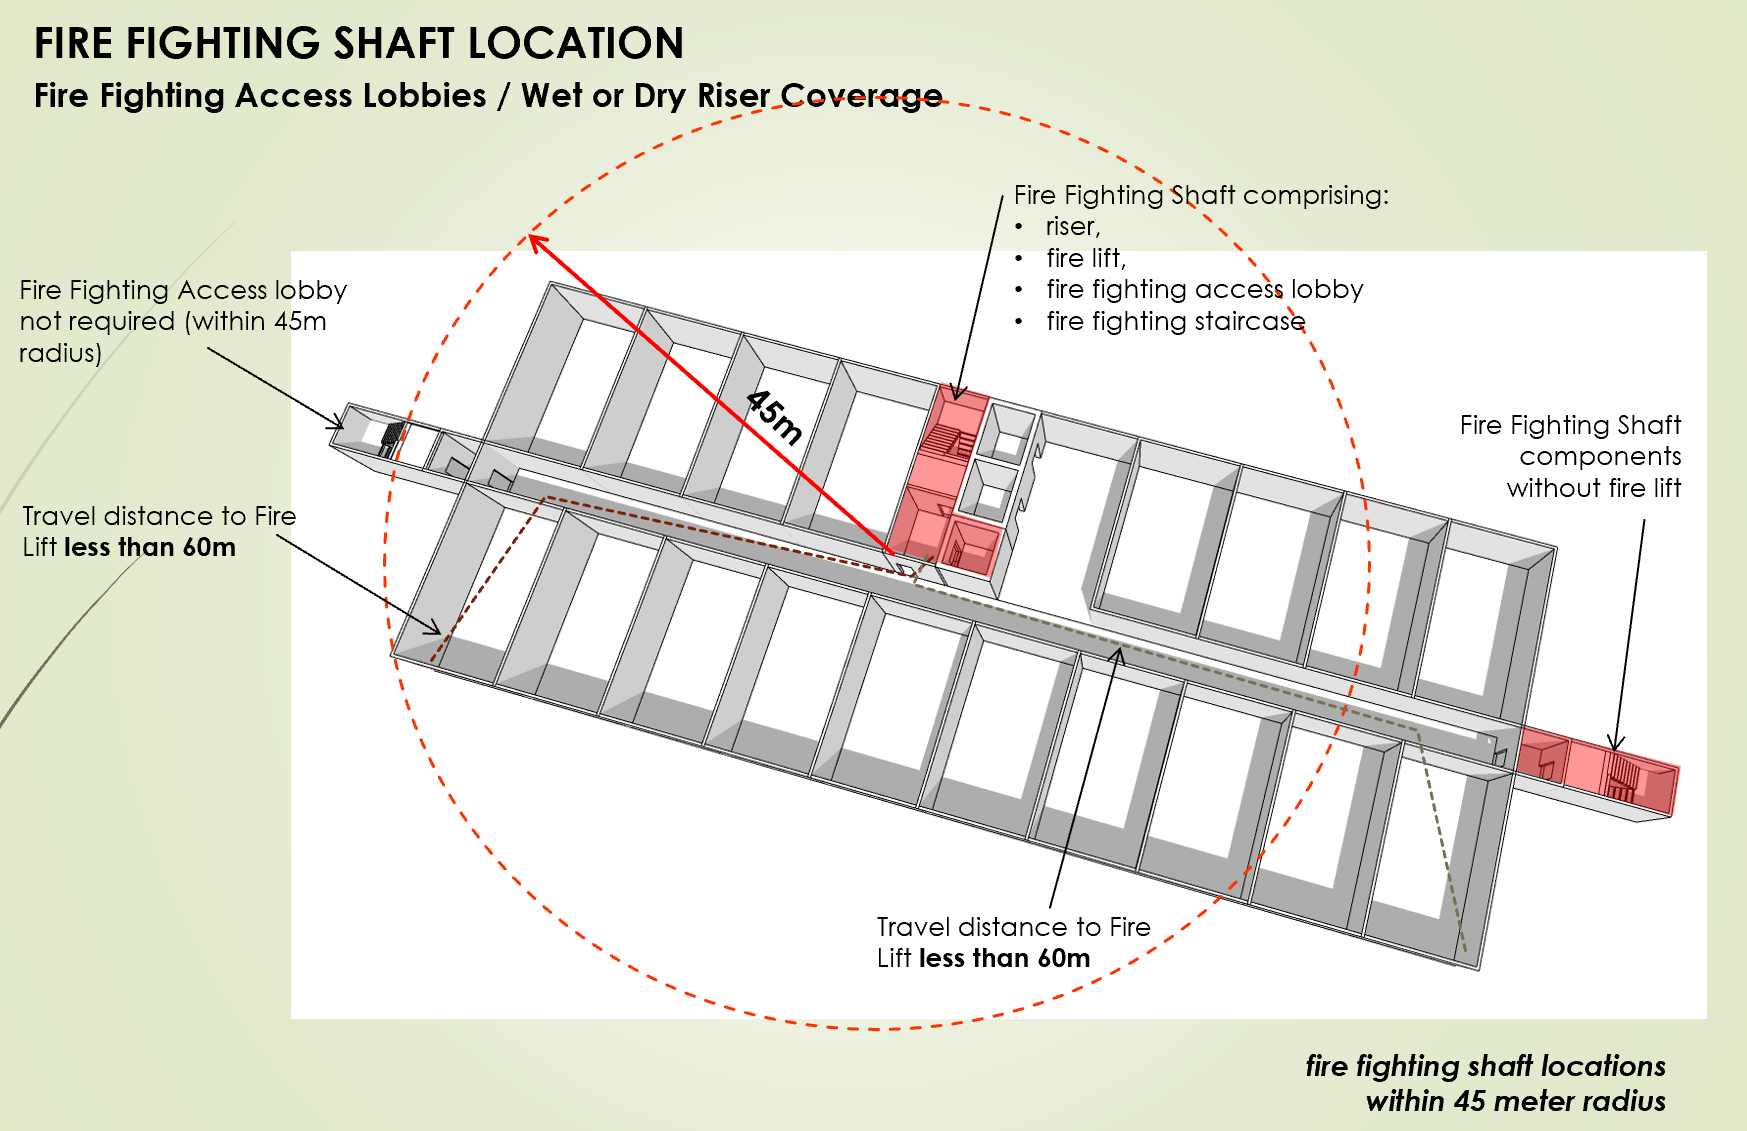 FIRE FIGHTING SHAFT LOCATION
Fire Fighting Access Lobbies / Wet or Dry Riser Coverage
Fire Fighting Shaft comprising:
• riser,
• fire lift,
• fire fighting access lobby
• fire fighting staircase
Fire Fighting Access lobby
not required (within 45m
radius)
45m
Fire Fighting Shaft
components
without fire lift
Travel distance to Fire
Lift less than 60m
Travel distance to Fire
Lift less than 60m
fire fighting shaft locations
within 45 meter radius